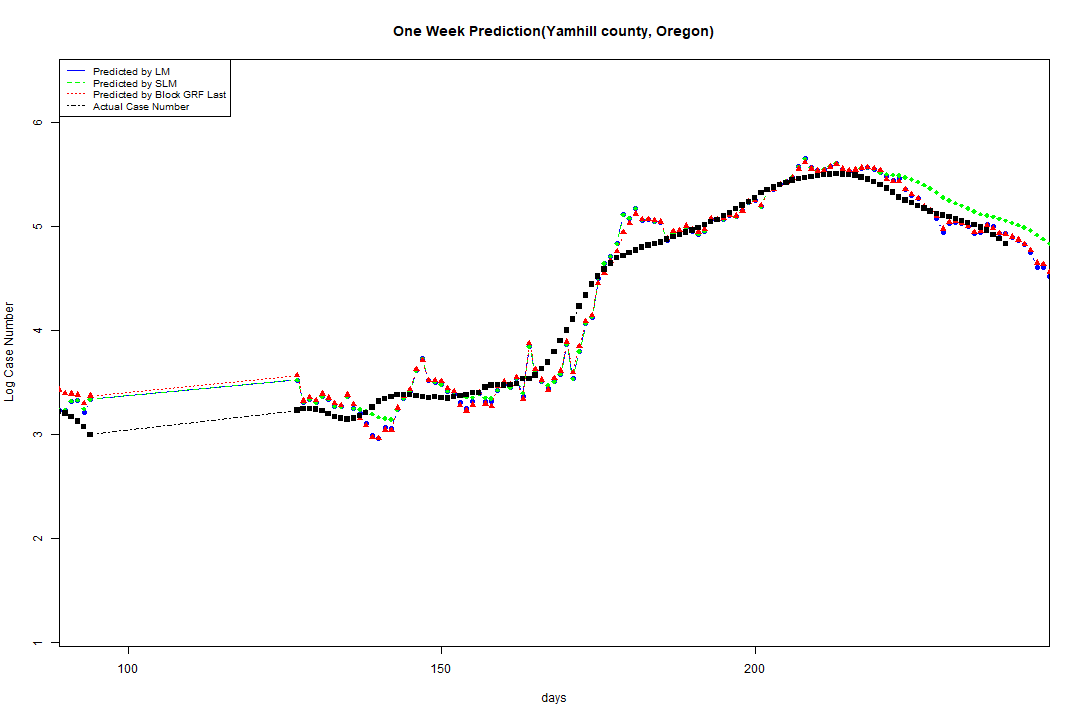 One Week Prediction(Yamhill county, Oregon)
Predicted by LM
Predicted by SLM
Predicted by Block GRF Last
Actual Case Number
6
5
4
3
2
1
Log Case Number
100 150 200
days